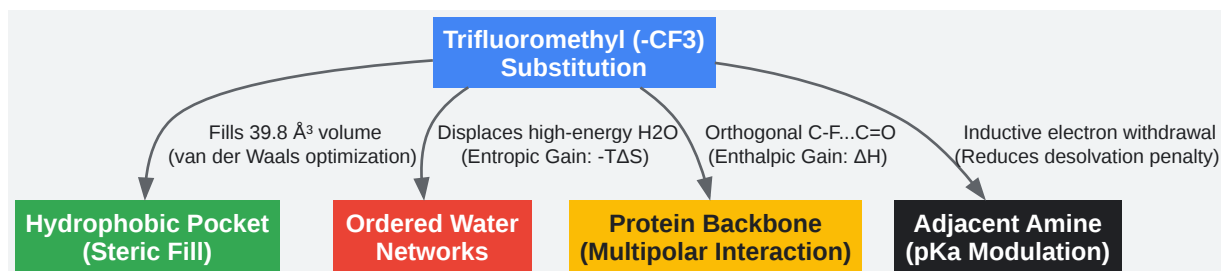 Trifluoromethyl (-CF3)
Substitution
Fills 39.8 Å³ volume
(van der Waals optimization)
Displaces high-energy H2O
(Entropic Gain: -TΔS)
Orthogonal C-F...C=O
(Enthalpic Gain: ΔH)
Inductive electron withdrawal
(Reduces desolvation penalty)
Hydrophobic Pocket
(Steric Fill)
Ordered Water
Networks
Protein Backbone
(Multipolar Interaction)
Adjacent Amine
(pKa Modulation)